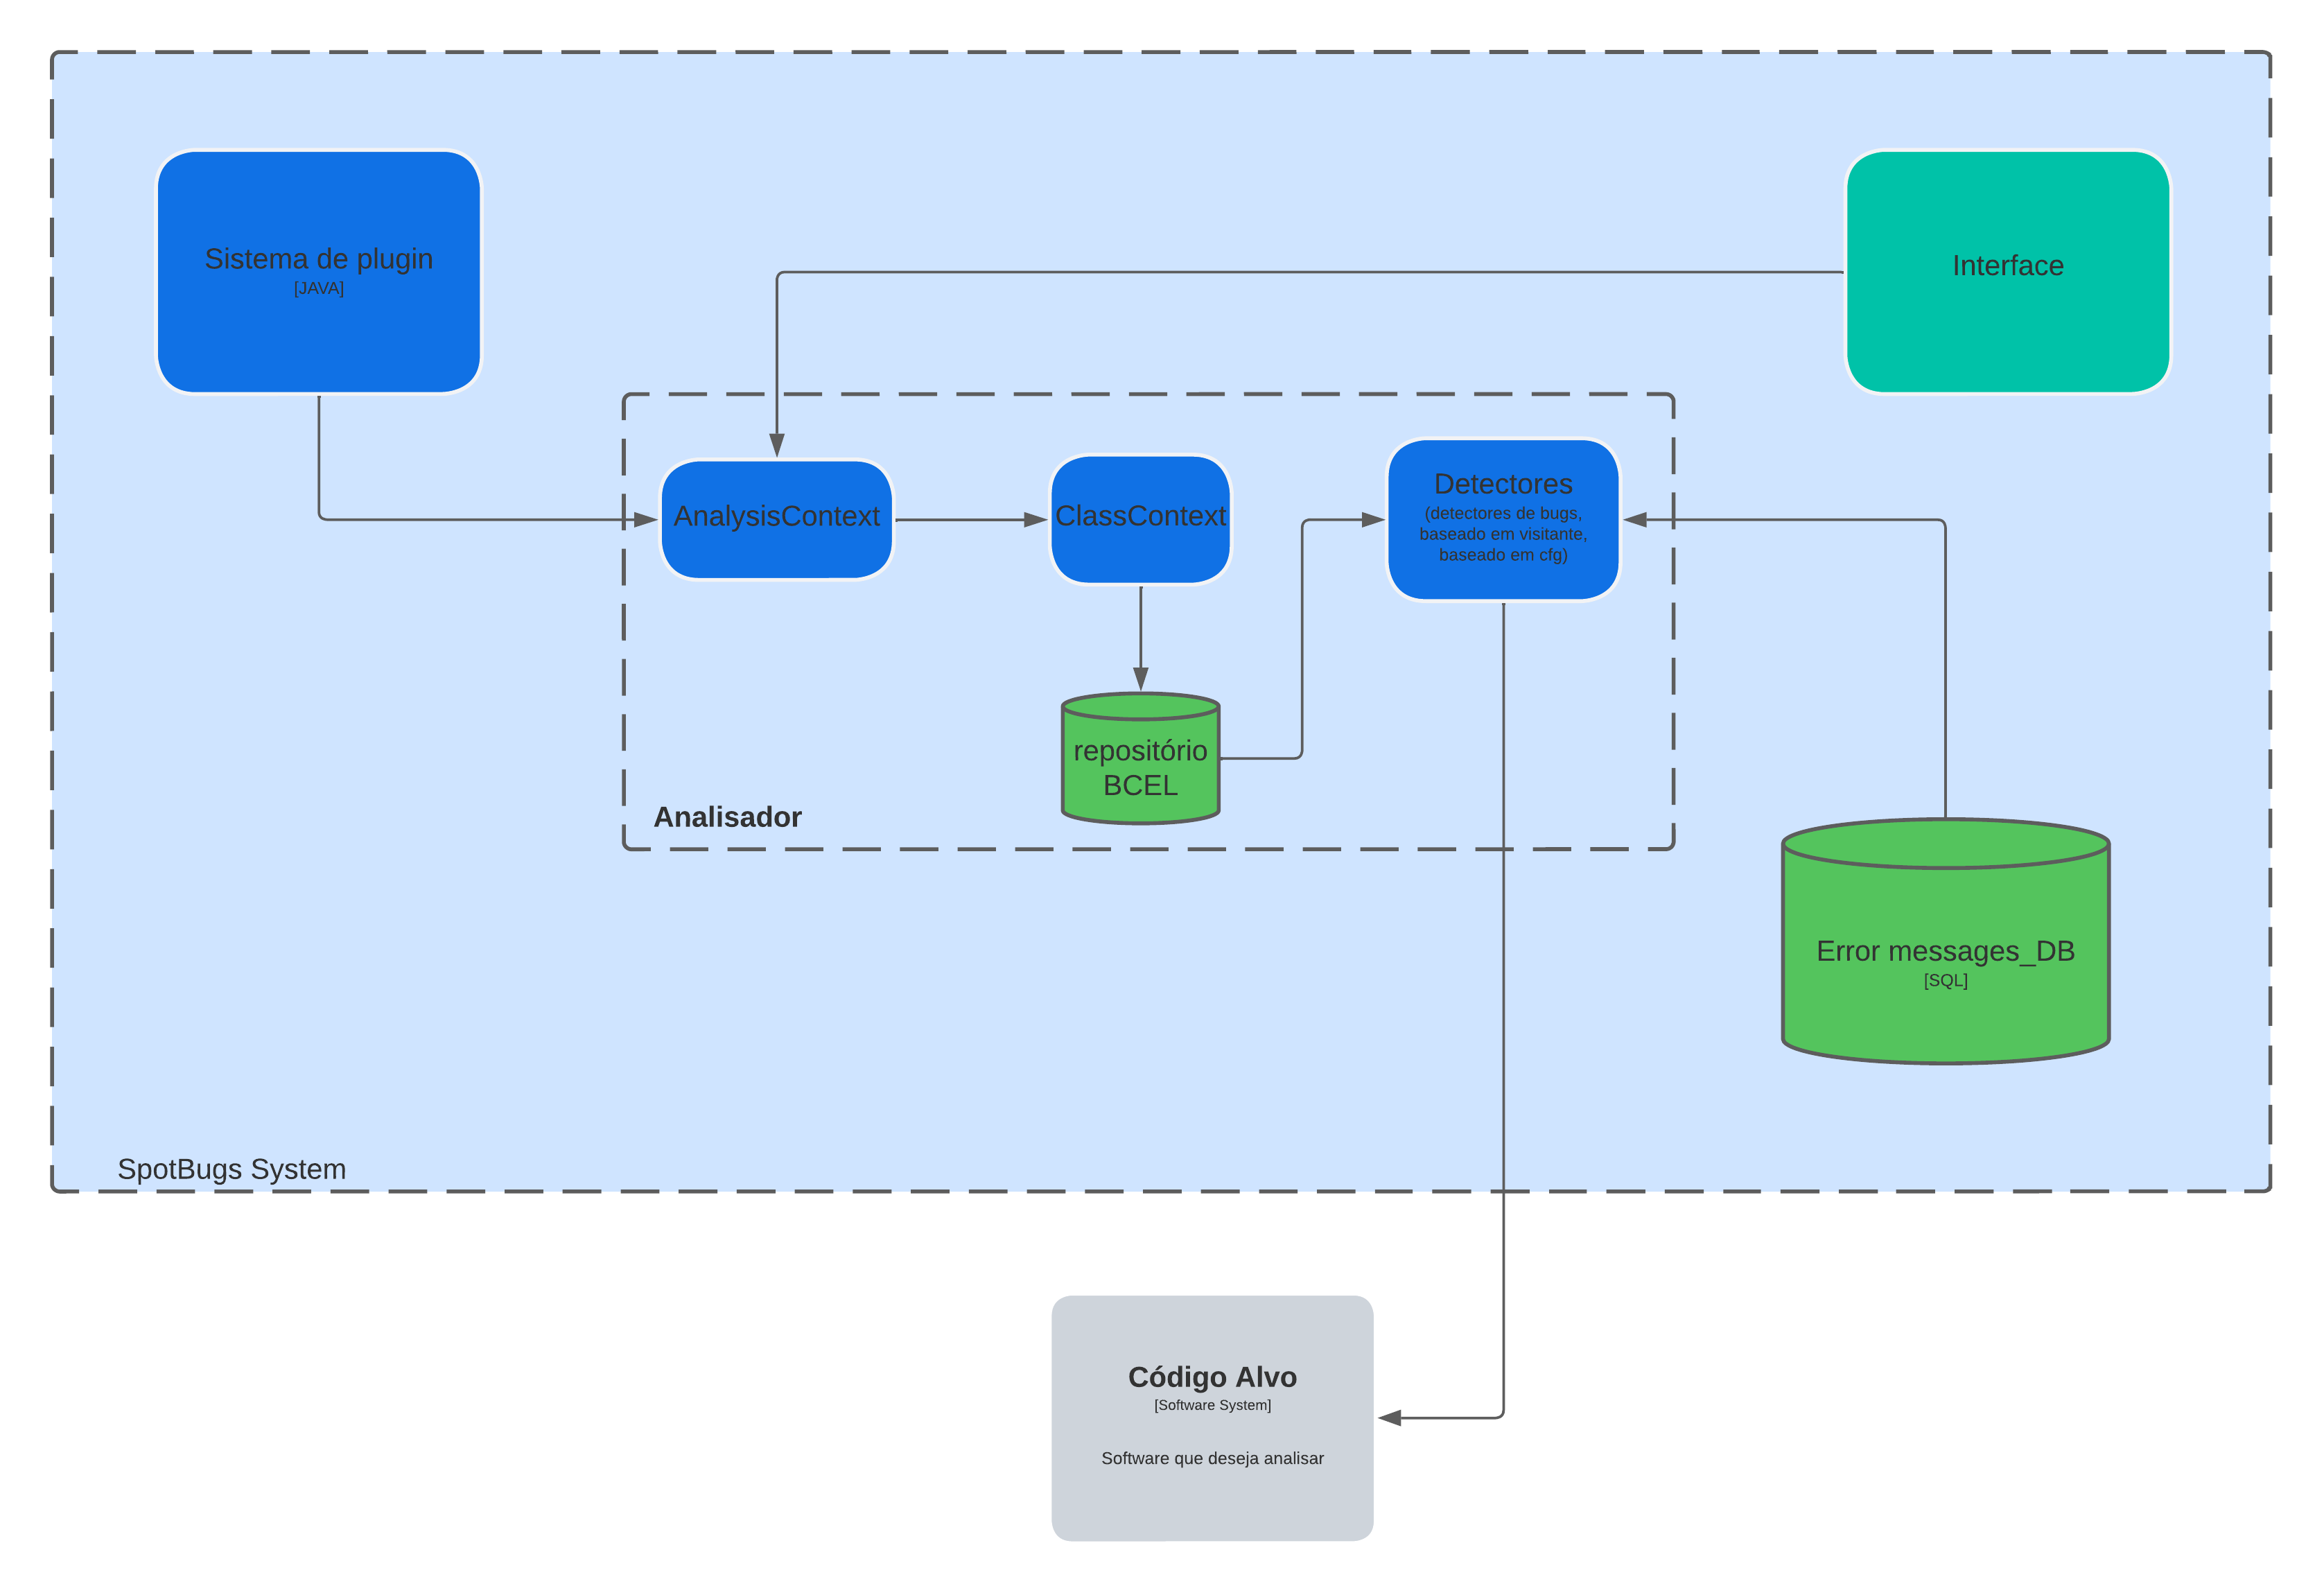 Sistema de plugin
[JAVA]
Interface
AnalysisContext
ClassContext
Detectores
(detectores de bugs,
baseado em visitante,
baseado em cfg)
repositório
BCEL
Analisador
Error messages_DB
[SQL]
SpotBugs System
Código Alvo
[Software System]
Software que deseja analisar